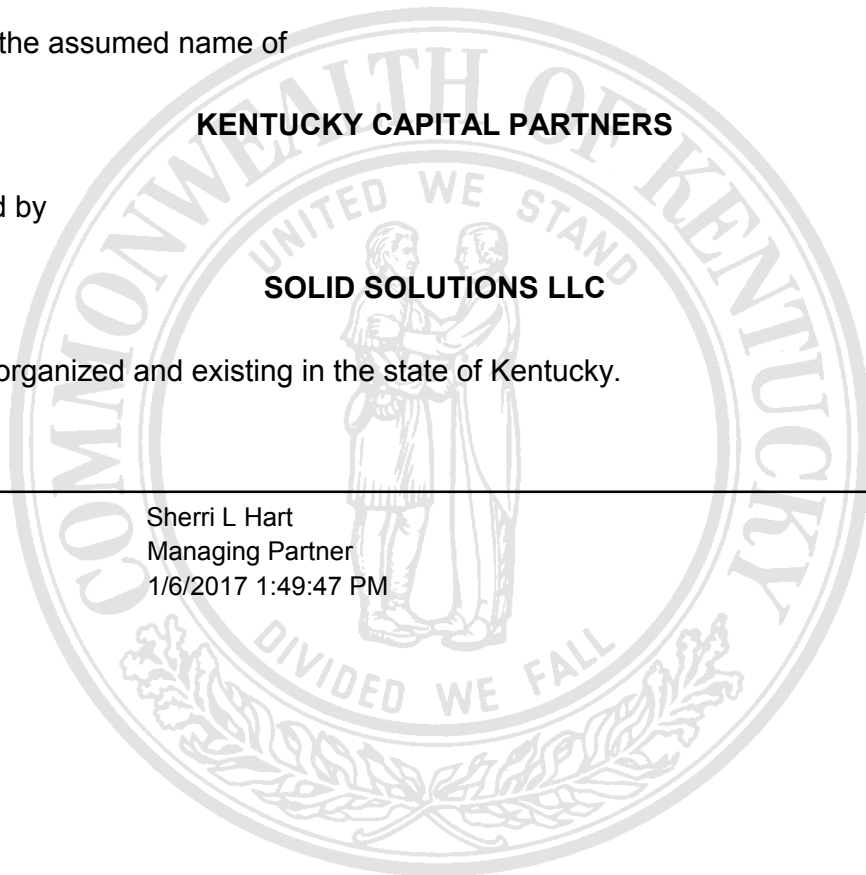 the assumed name of
KENTUCKY CAPITAL PARTNERS
d by
SOLID SOLUTIONS LLC
organized and existing in the state of Kentucky.
Sherri L Hart
Managing Partner
1/6/2017 1:49:47 PM
COMMONWEALTH OF KENTUCKY
UNITED WE STAND
DIVIDED WE FALL